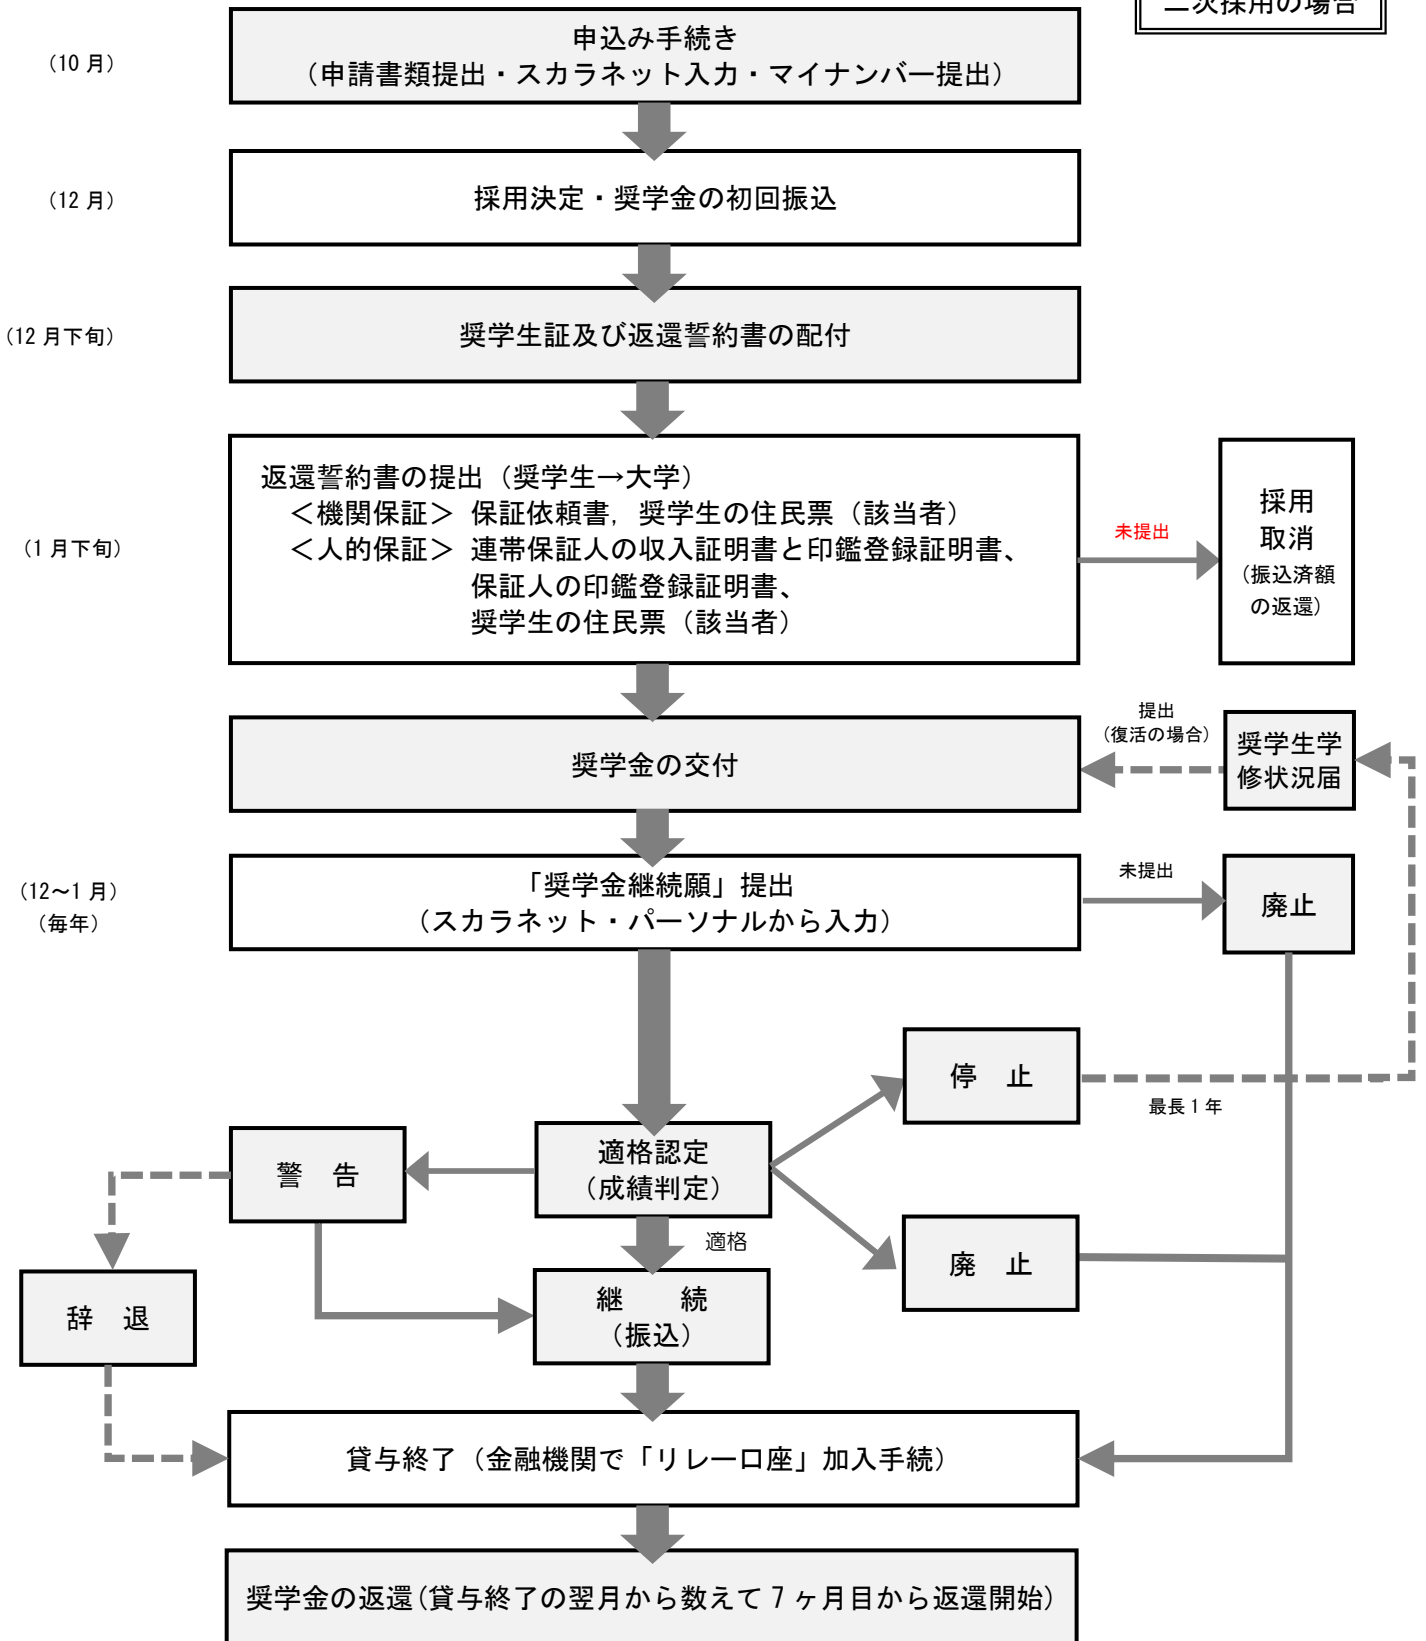 二次採用の場合
(10 月)
申込み手続き
（申請書類提出・スカラネット入力・マイナンバー提出）
(12 月)
採用決定・奨学金の初回振込
(12 月下旬)
奨学生証及び返還誓約書の配付
(1 月下旬)
返還誓約書の提出（奨学生→大学）
＜機関保証＞ 保証依頼書，奨学生の住民票（該当者）
＜人的保証＞ 連帯保証人の収入証明書と印鑑登録証明書、
保証人の印鑑登録証明書、
奨学生の住民票（該当者）
未提出
採用
取消
（振込済額
の返還）
奨学金の交付
提出
（復活の場合）
奨学生学
修状況届
(12～1 月)
（毎年）
「奨学金継続願」提出
（スカラネット・パーソナルから入力）
未提出
廃止
停　止
最長 1 年
警　告
適格認定
（成績判定）
適格
廃　止
辞　退
継　続
（振込）
貸与終了（金融機関で「リレー口座」加入手続）
奨学金の返還(貸与終了の翌月から数えて 7 ヶ月目から返還開始)